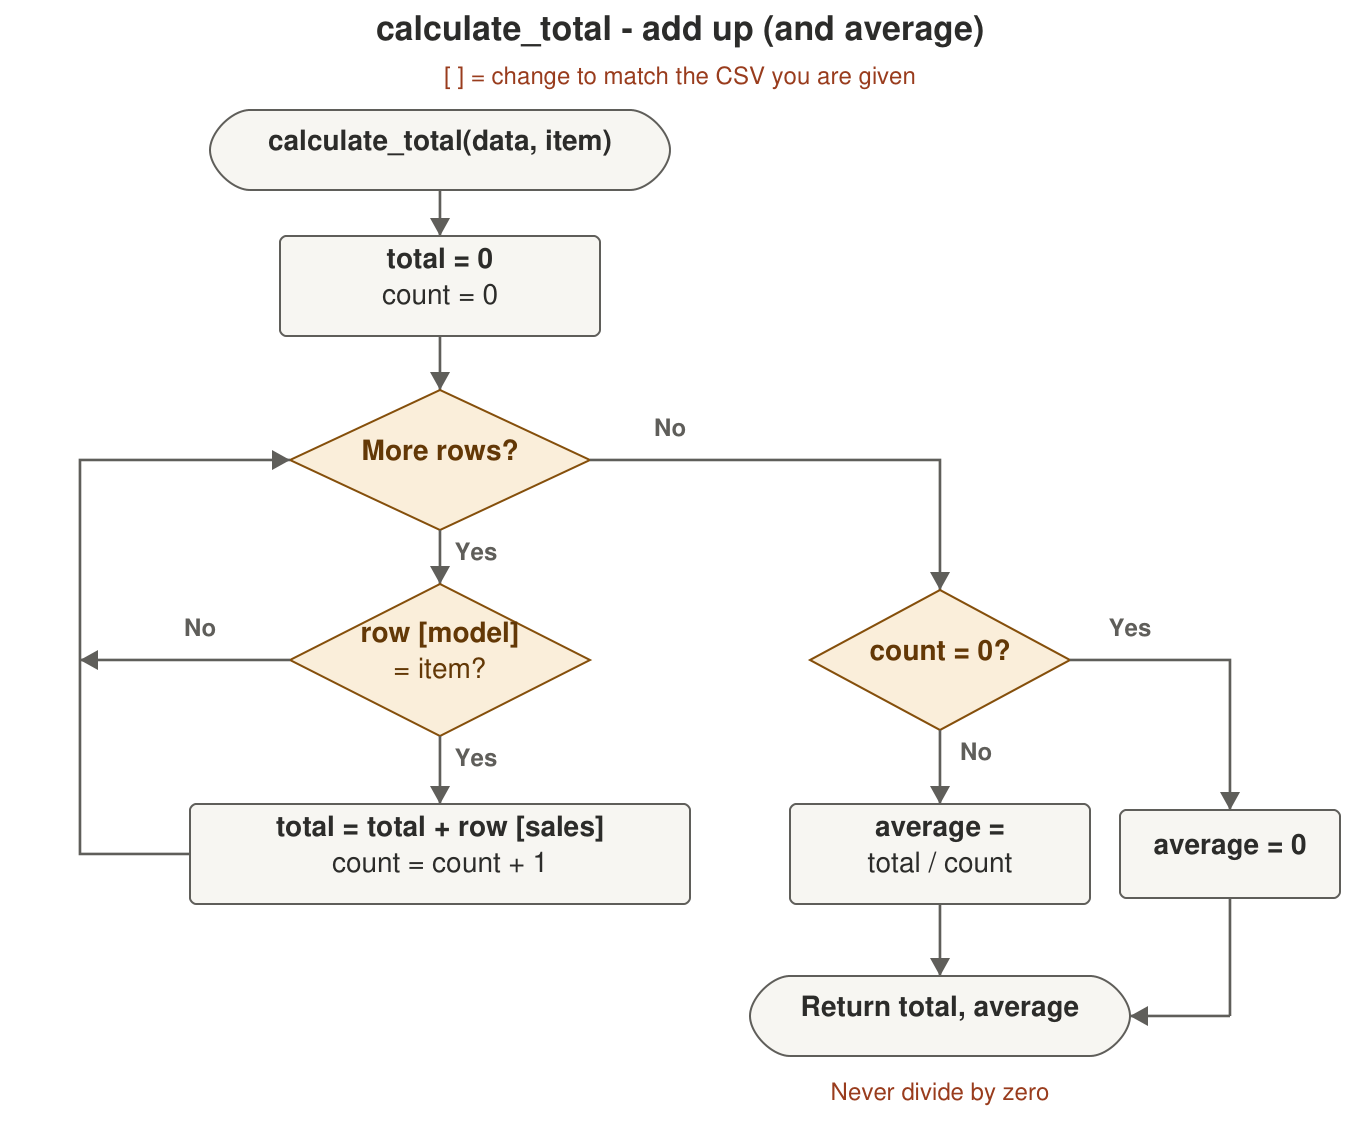 calculate_total - add up (and average)
[ ] = change to match the CSV you are given
calculate_total(data, item)
total = 0
count = 0
More rows?
No
Yes
No
row [model]
= item?
Yes
total = total + row [sales]
count = count + 1
count = 0?
Yes
No
average =
total / count
average = 0
Return total, average
Never divide by zero